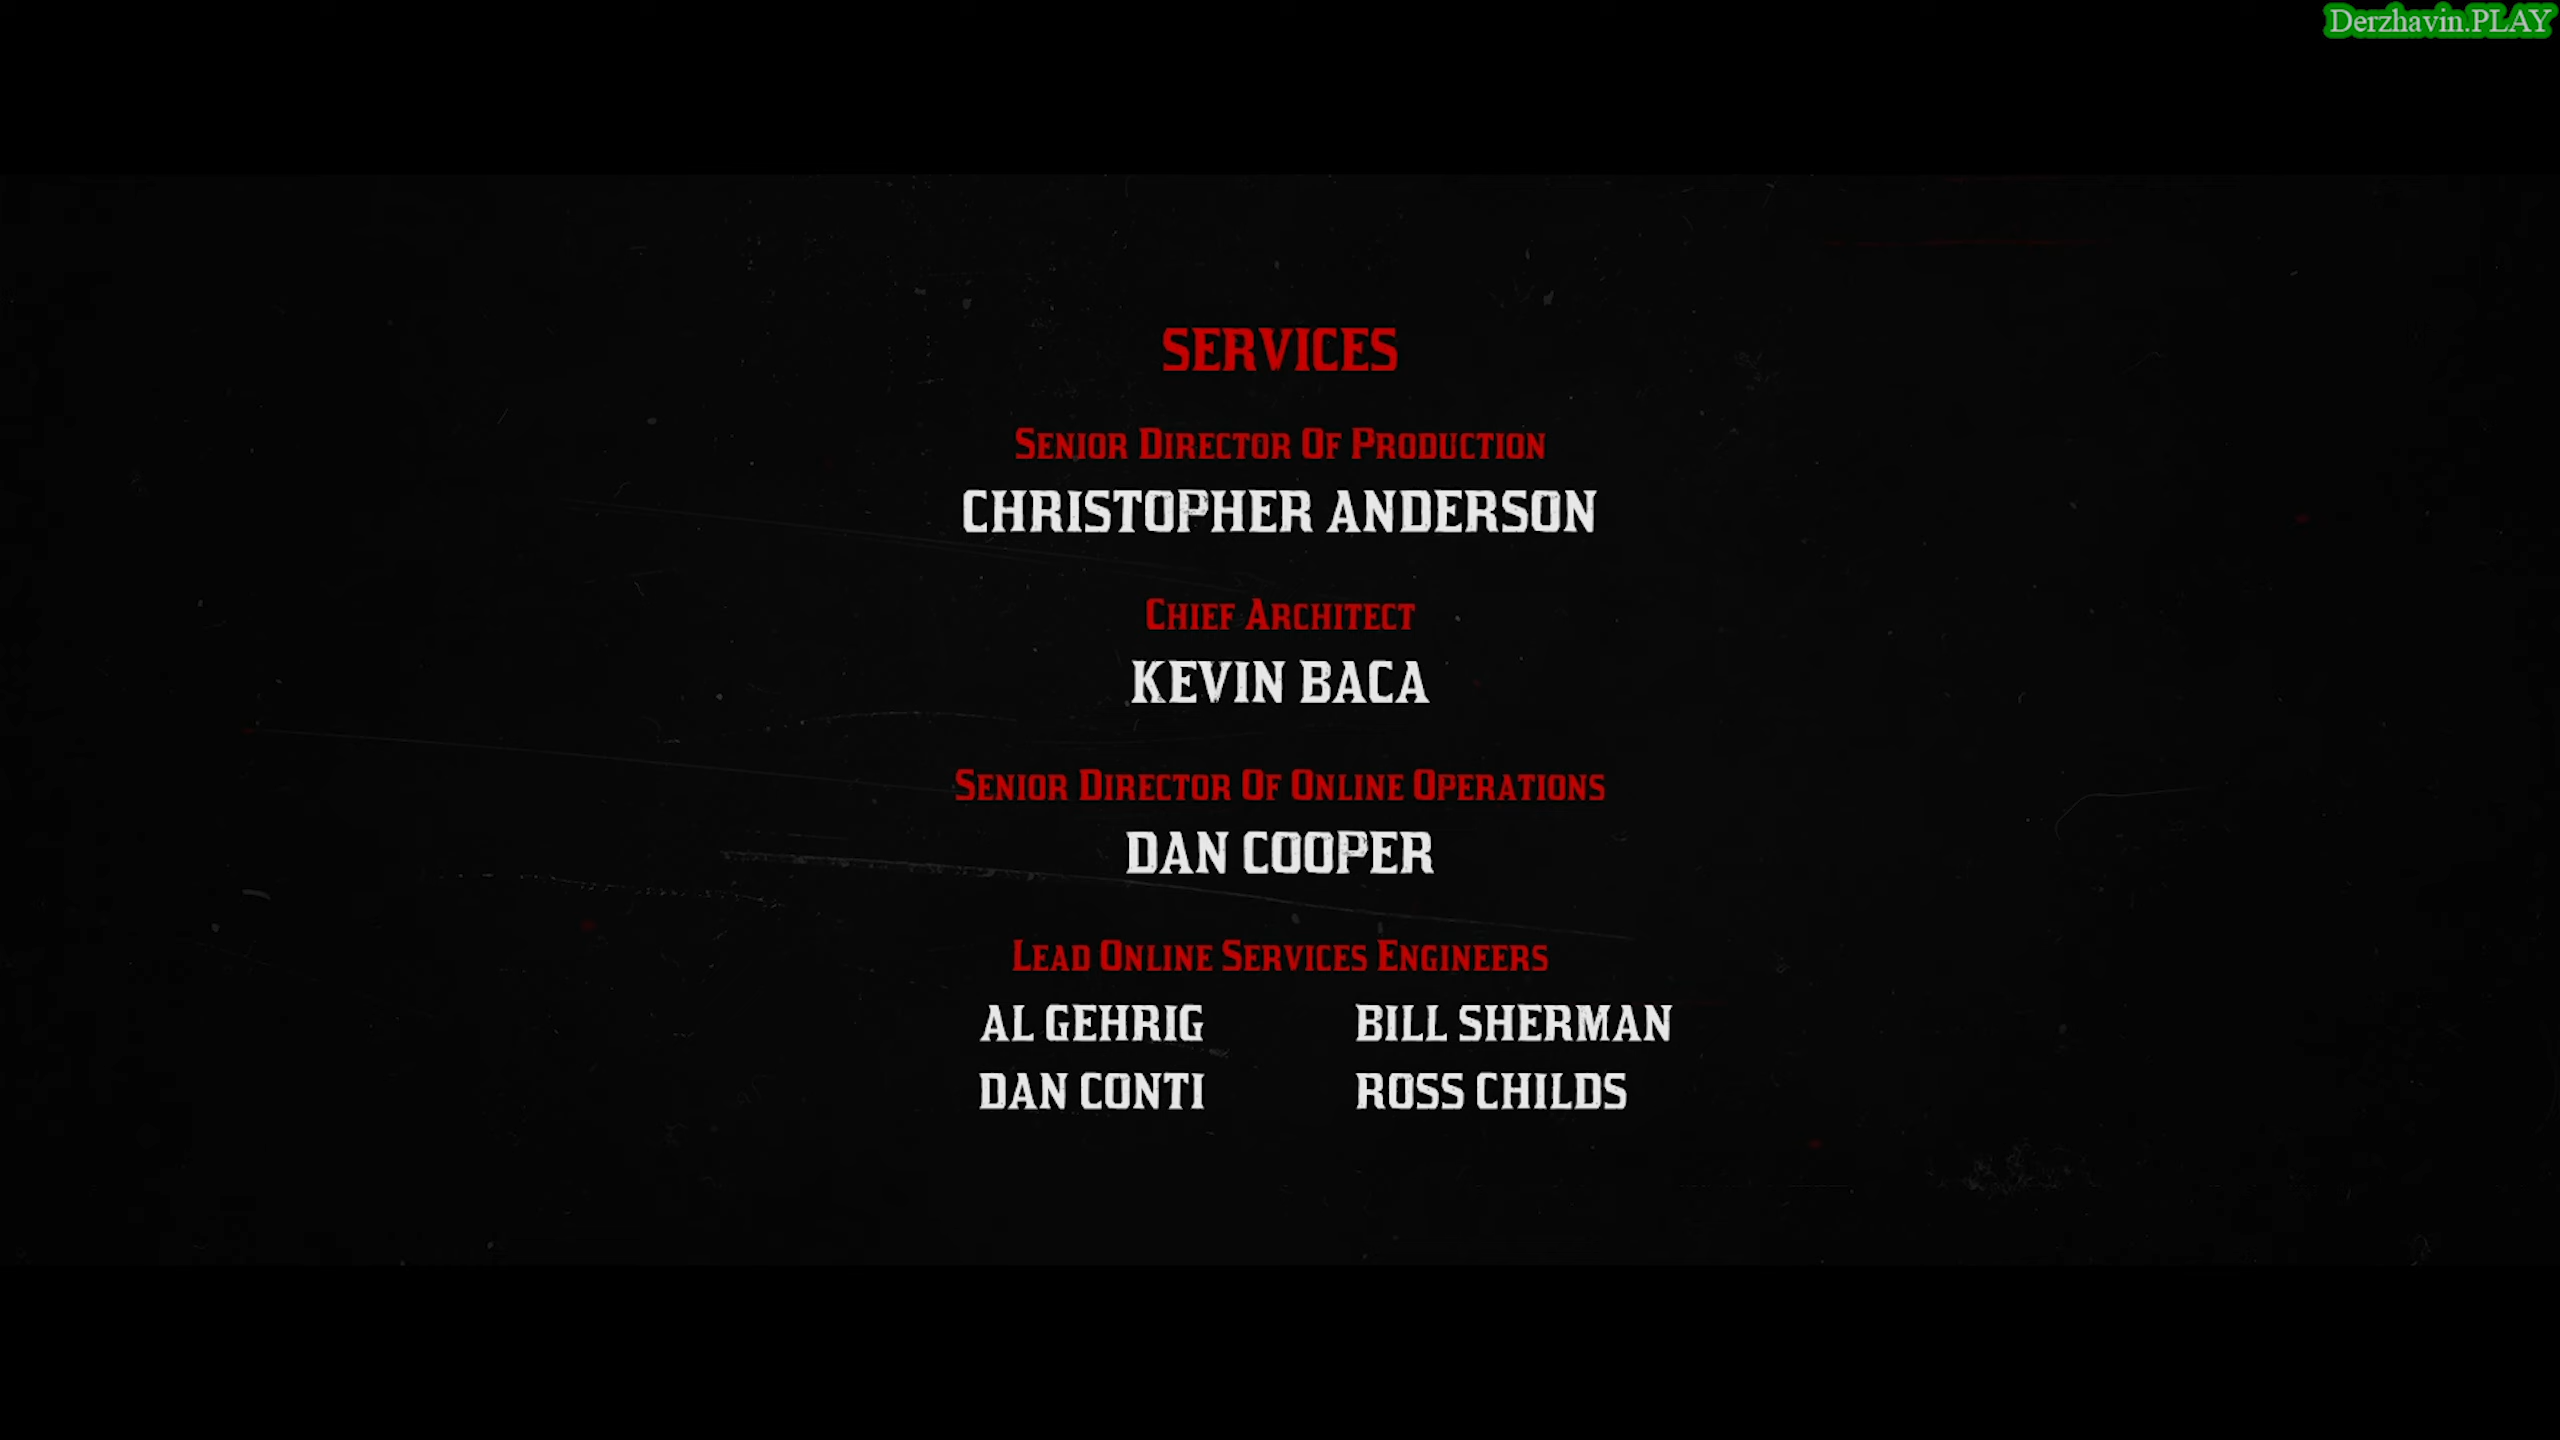 Derzhavin.PLAY
SERVICES
SENIOR DIRECTOR OF PRODUCTION
CHRISTOPHER ANDERSON
CHIEF ARCHITECT
KEVIN BACA
SENIOR DIRECTOR OF ONLINE OPERATIONS
DAN COOPER
LEAD ONLINE SERVICES ENGINEERS
AL GEHRIG BILL SHERMAN
DAN CONTI ROSS CHILDS